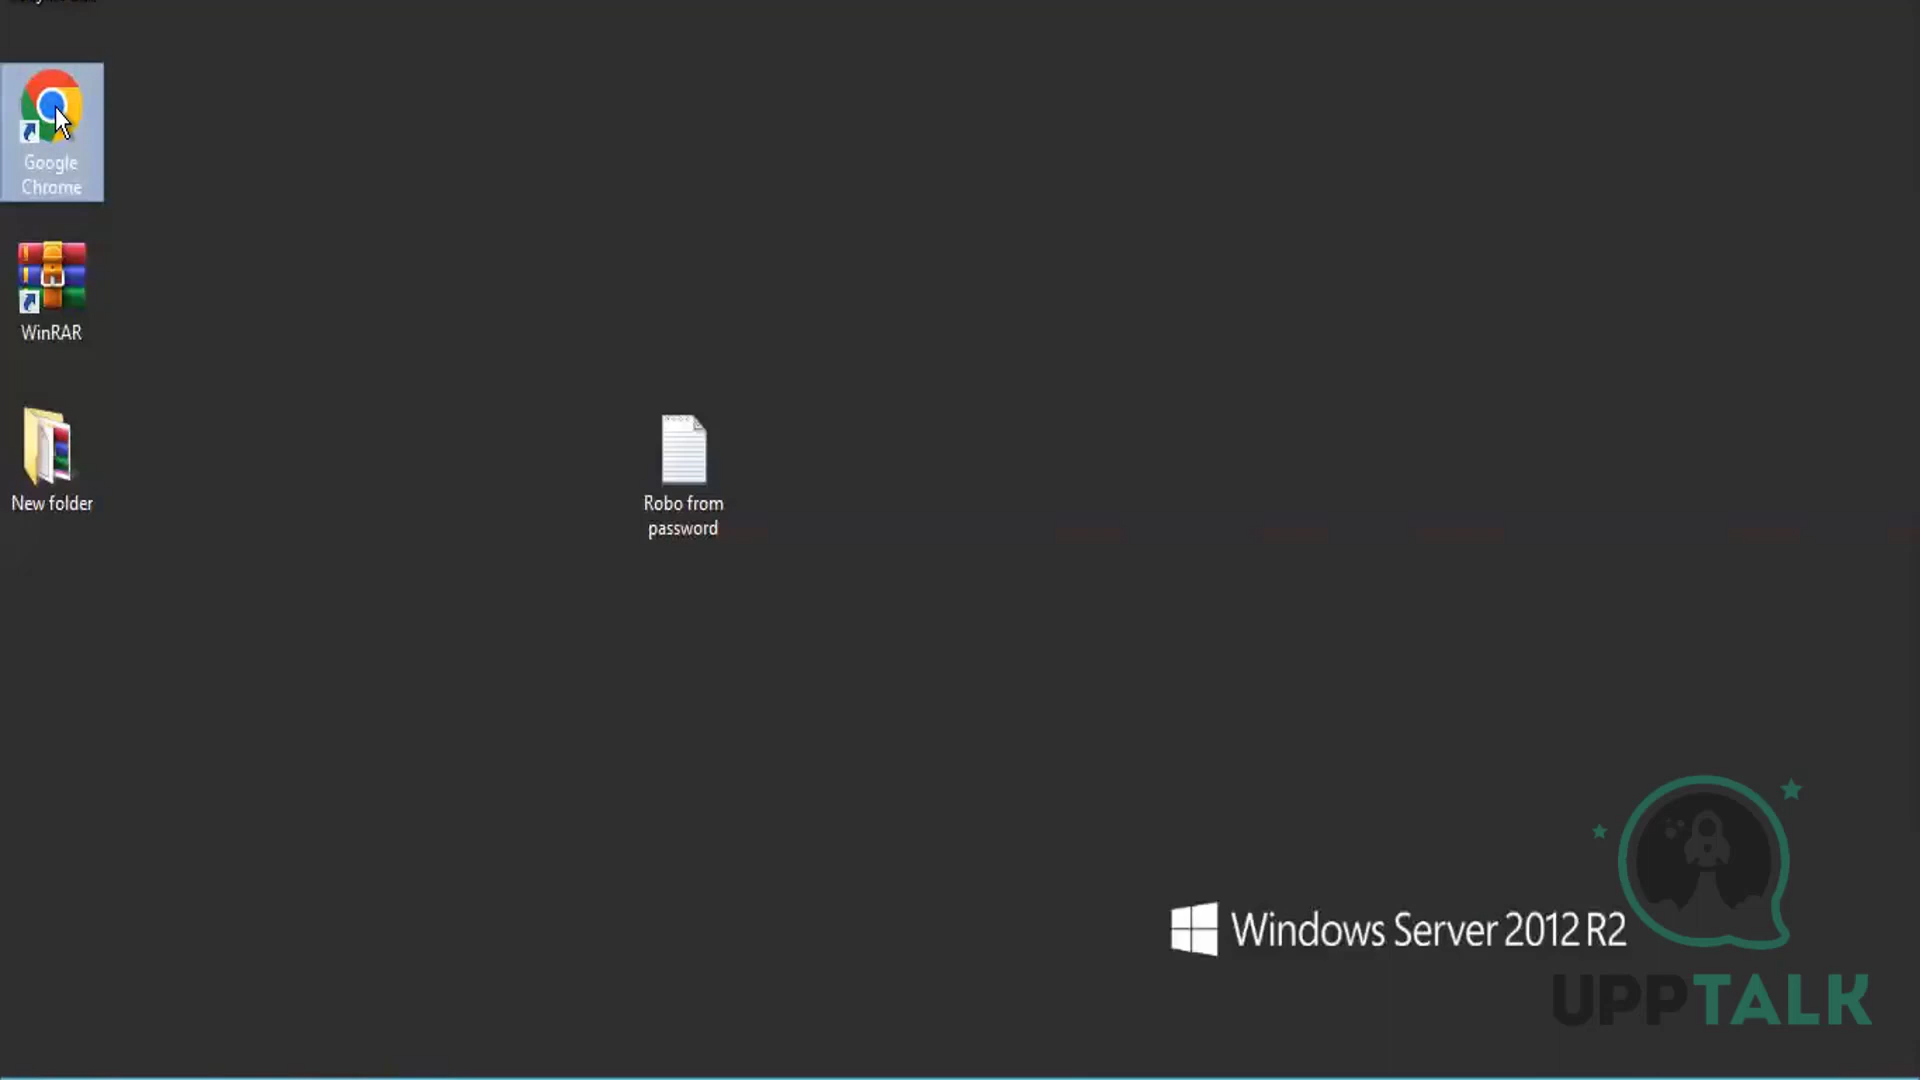 Google
Chrome
WinRAR
New folder
Robo from
password
Windows Server 2012 R2
UPPTALK